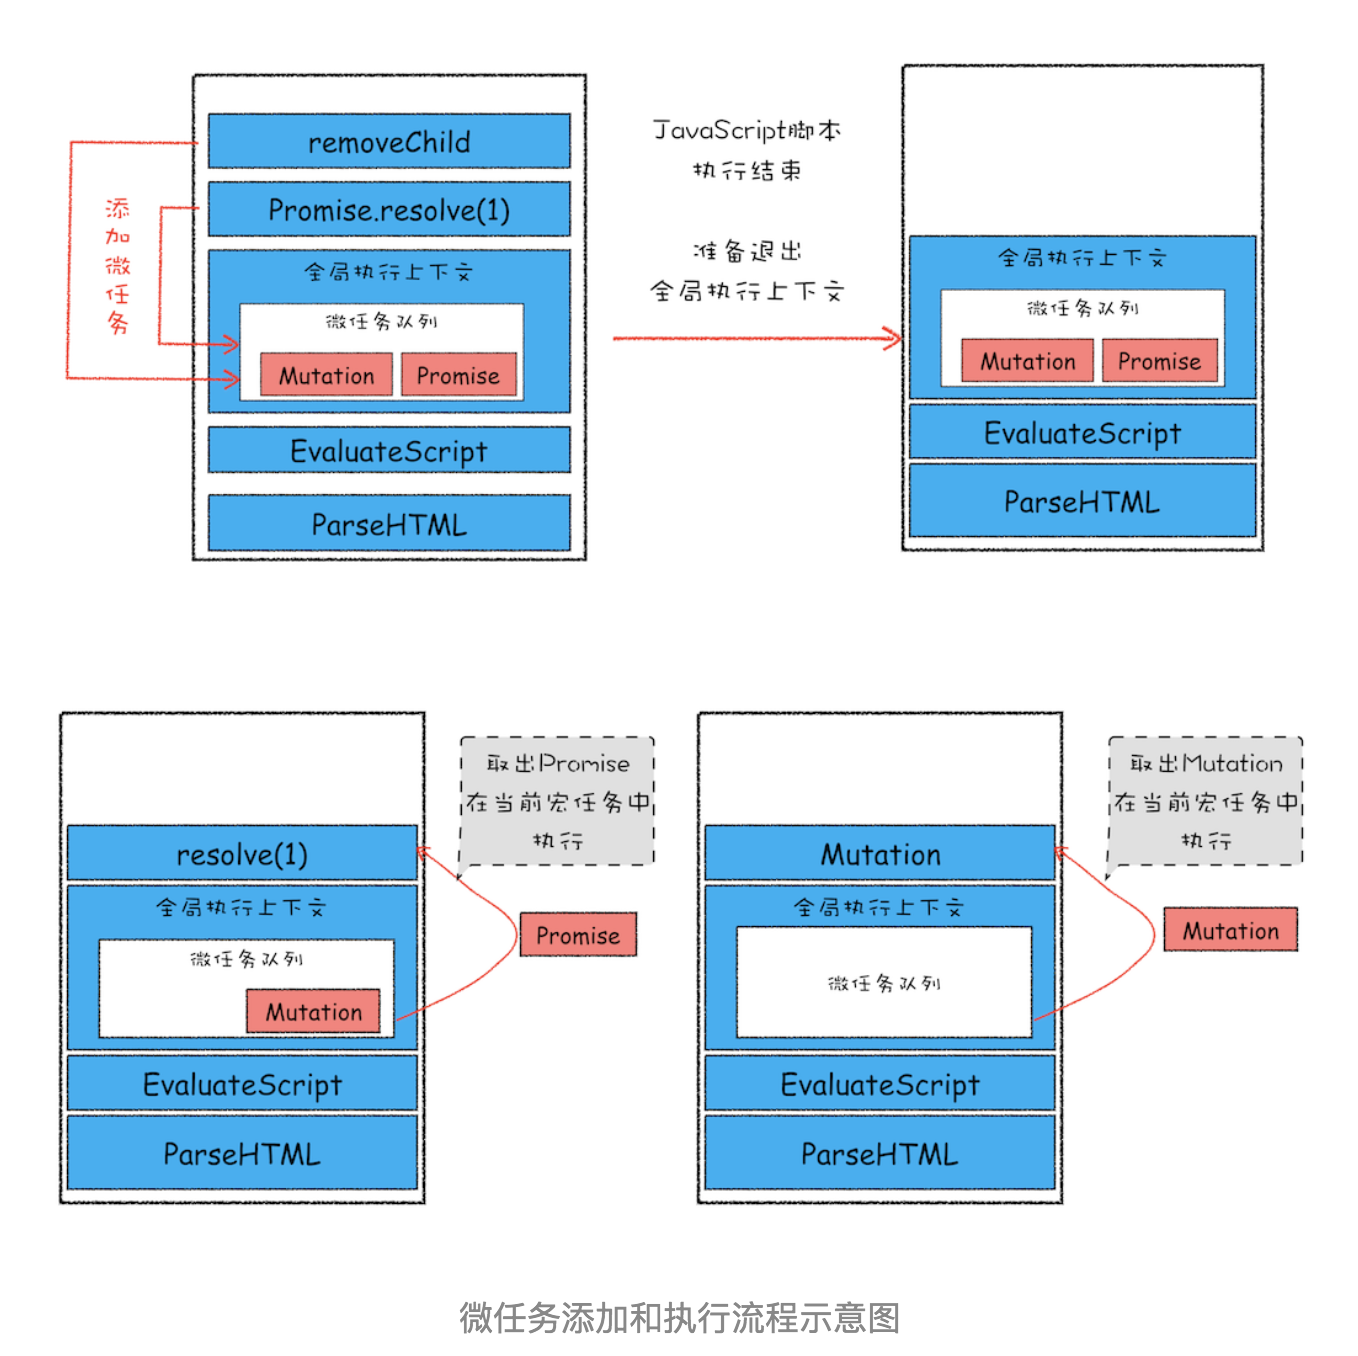 removeChild
Promise.resolve(1)
添加微任务
全局执行上下文
微任务队列
Mutation
Promise
EvaluateScript
ParseHTML
JavaScript脚本
执行结束
准备退出
全局执行上下文
全局执行上下文
微任务队列
Mutation
Promise
EvaluateScript
ParseHTML
resolve(1)
全局执行上下文
微任务队列
Mutation
EvaluateScript
ParseHTML
取出Promise
在当前宏任务中
执行
Promise
Mutation
全局执行上下文
微任务队列
EvaluateScript
ParseHTML
取出Mutation
在当前宏任务中
执行
Mutation
微任务添加和执行流程示意图